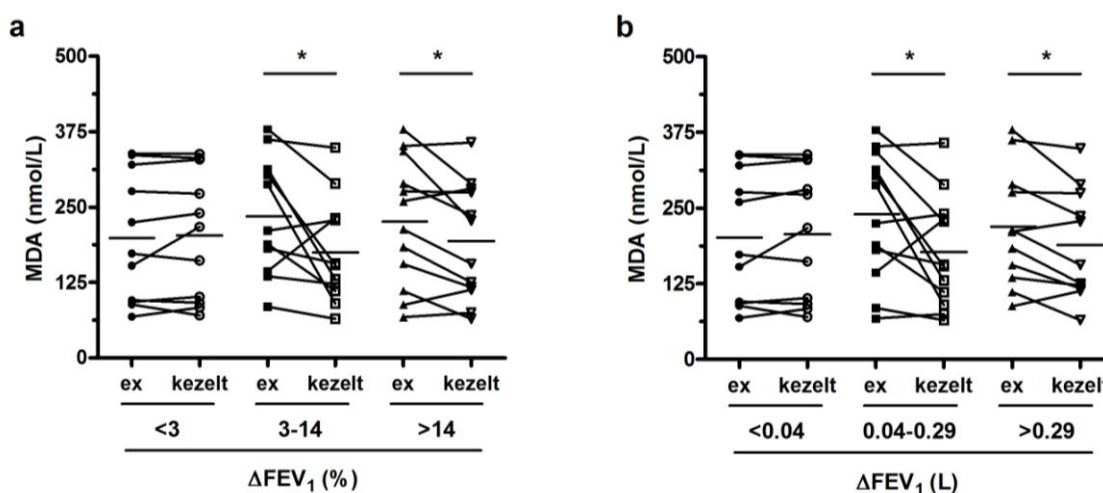 a
MDA (nmol/L)
500
375
250
125
0
* *
ex kezelt ex kezelt ex kezelt
<3 3-14 >14
ΔFEV₁ (%)
b
MDA (nmol/L)
500
375
250
125
0
* *
ex kezelt ex kezelt ex kezelt
<0.04 0.04-0.29 >0.29
ΔFEV₁ (L)